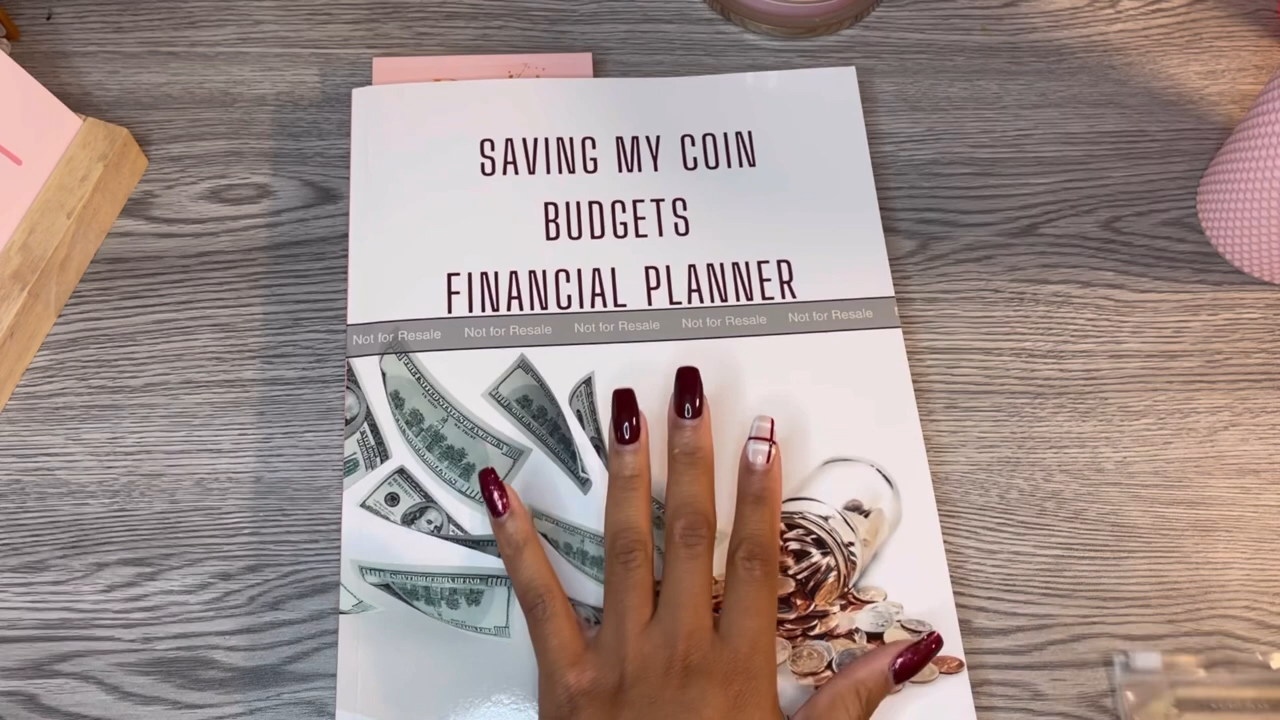 SAVING MY COIN
BUDGETS
FINANCIAL PLANNER
Not for Resale Not for Resale Not for Resale Not for Resale Not for Resale